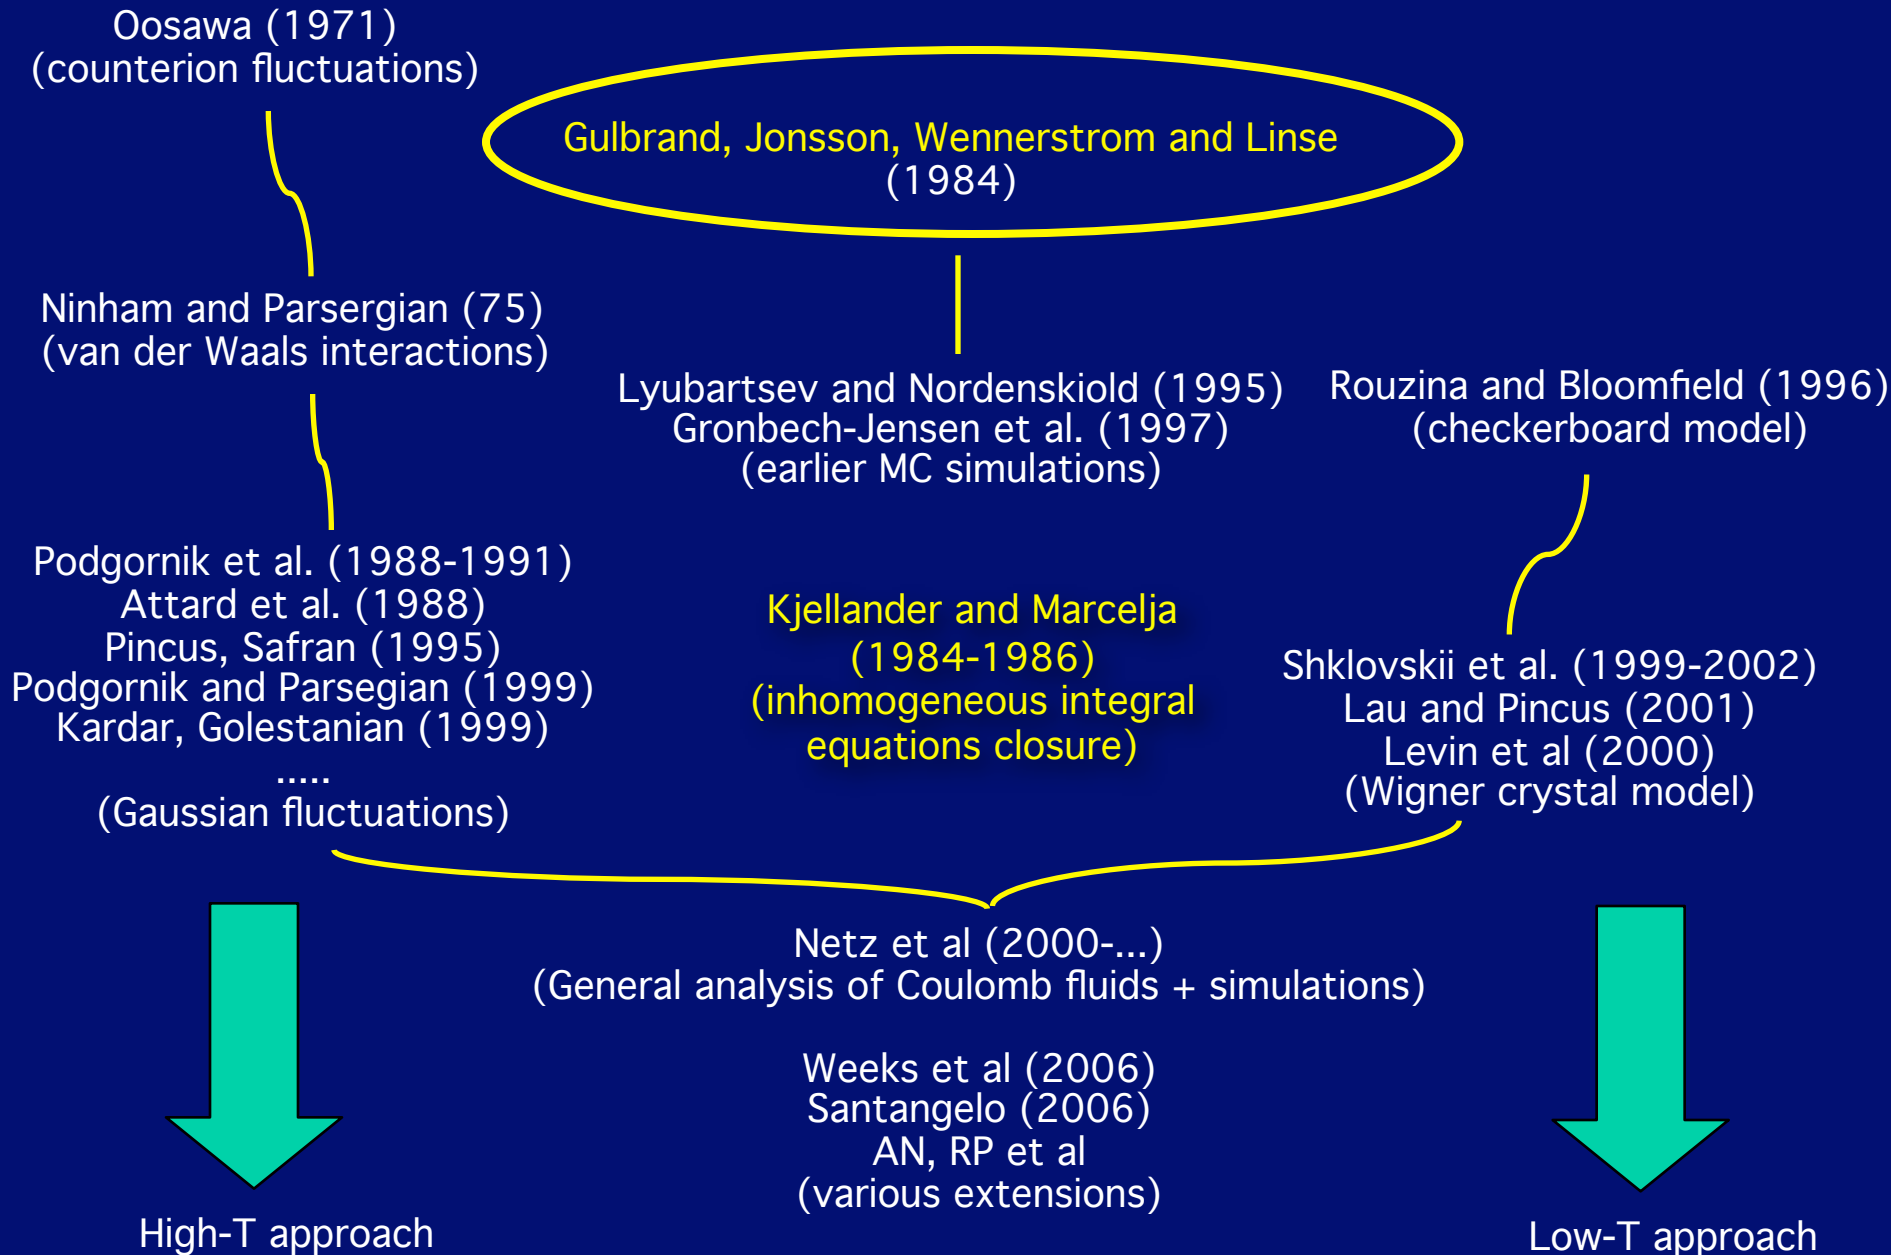 Oosawa (1971)
(counterion fluctuations)
Gulbrand, Jonsson, Wennerstrom and Linse
(1984)
Ninham and Parsergian (75)
(van der Waals interactions)
Lyubartsev and Nordenskiold (1995)
Gronbech-Jensen et al. (1997)
(earlier MC simulations)
Rouzina and Bloomfield (1996)
(checkerboard model)
Podgornik et al. (1988-1991)
Attard et al. (1988)
Pincus, Safran (1995)
Podgornik and Parsegian (1999)
Kardar, Golestanian (1999)
.....
(Gaussian fluctuations)
Kjellander and Marcelja
(1984-1986)
(inhomogeneous integral
equations closure)
Shklovskii et al. (1999-2002)
Lau and Pincus (2001)
Levin et al (2000)
(Wigner crystal model)
Netz et al (2000-...)
(General analysis of Coulomb fluids + simulations)
Weeks et al (2006)
Santangelo (2006)
AN, RP et al
(various extensions)
High-T approach
Low-T approach